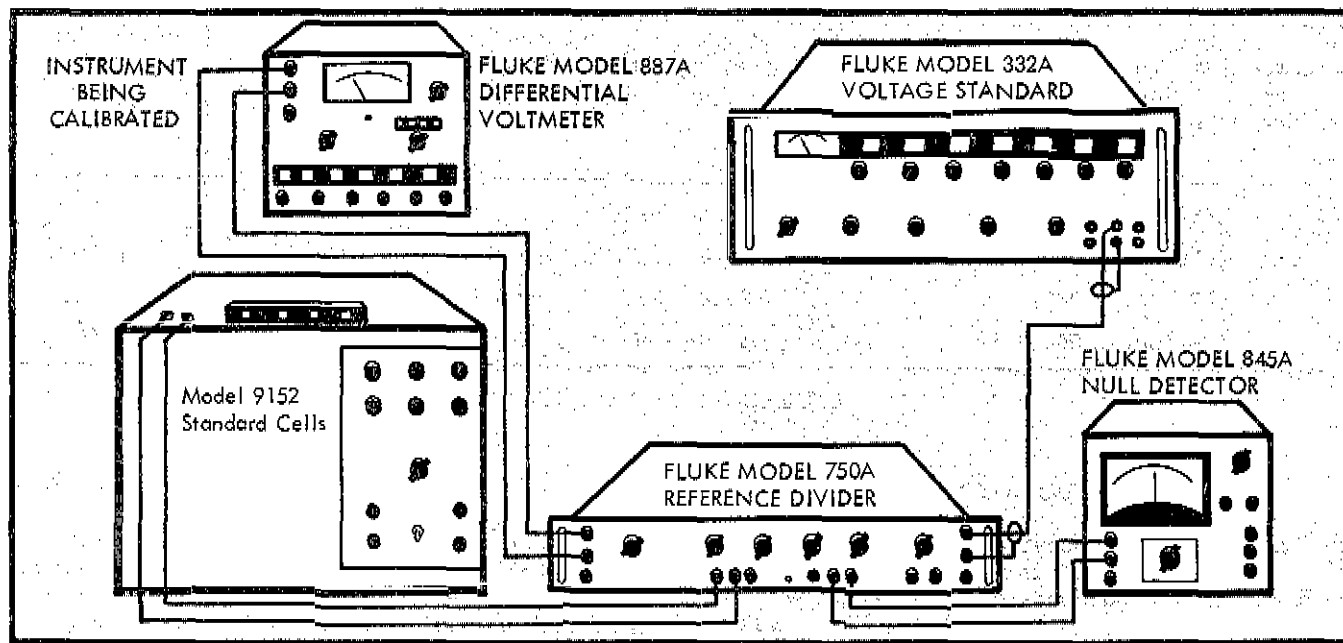 INSTRUMENT
BEING
CALIBRATED
FLUKE MODEL 887A
DIFFERENTIAL
VOLTMETER
FLUKE MODEL 332A
VOLTAGE STANDARD
Model 9152
Standard Cells
FLUKE MODEL 750A
REFERENCE DIVIDER
FLUKE MODEL 845A
NULL DETECTOR